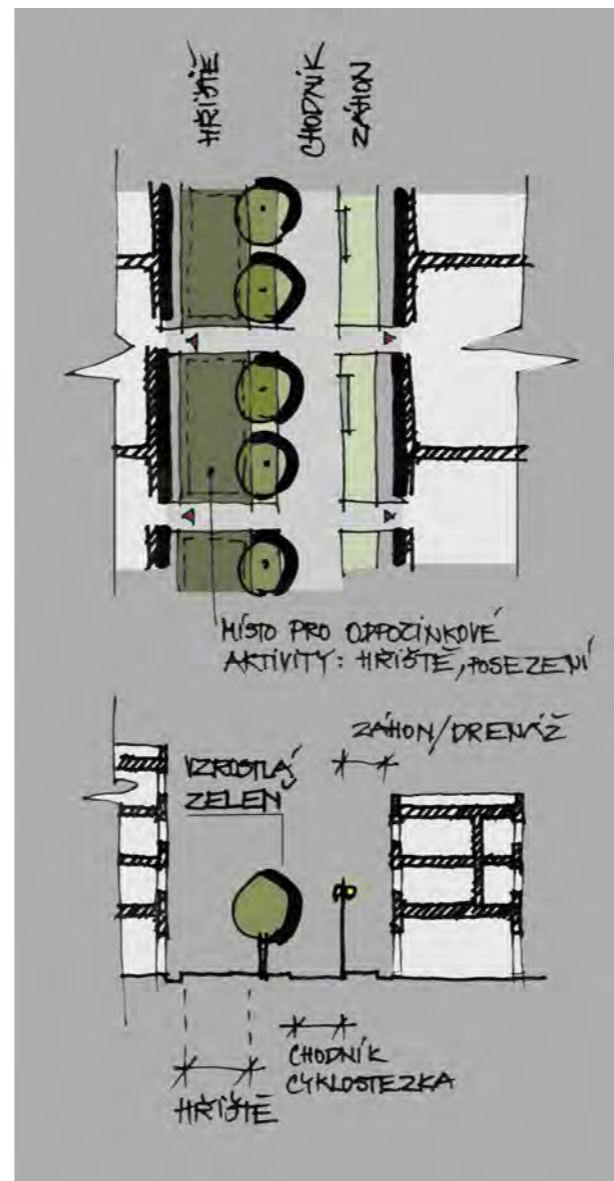 HŘIŠTĚ
CHODNÍK
ZÁHON
MÍSTO PRO ODPOČINKOVÉ
AKTIVITY: HŘIŠTĚ, POSEZENÍ
ZÁHON/DRENÁŽ
VZROSTLÁ
ZELEŇ
CHODNÍK
CYKLOSTEZKA
HŘIŠTĚ